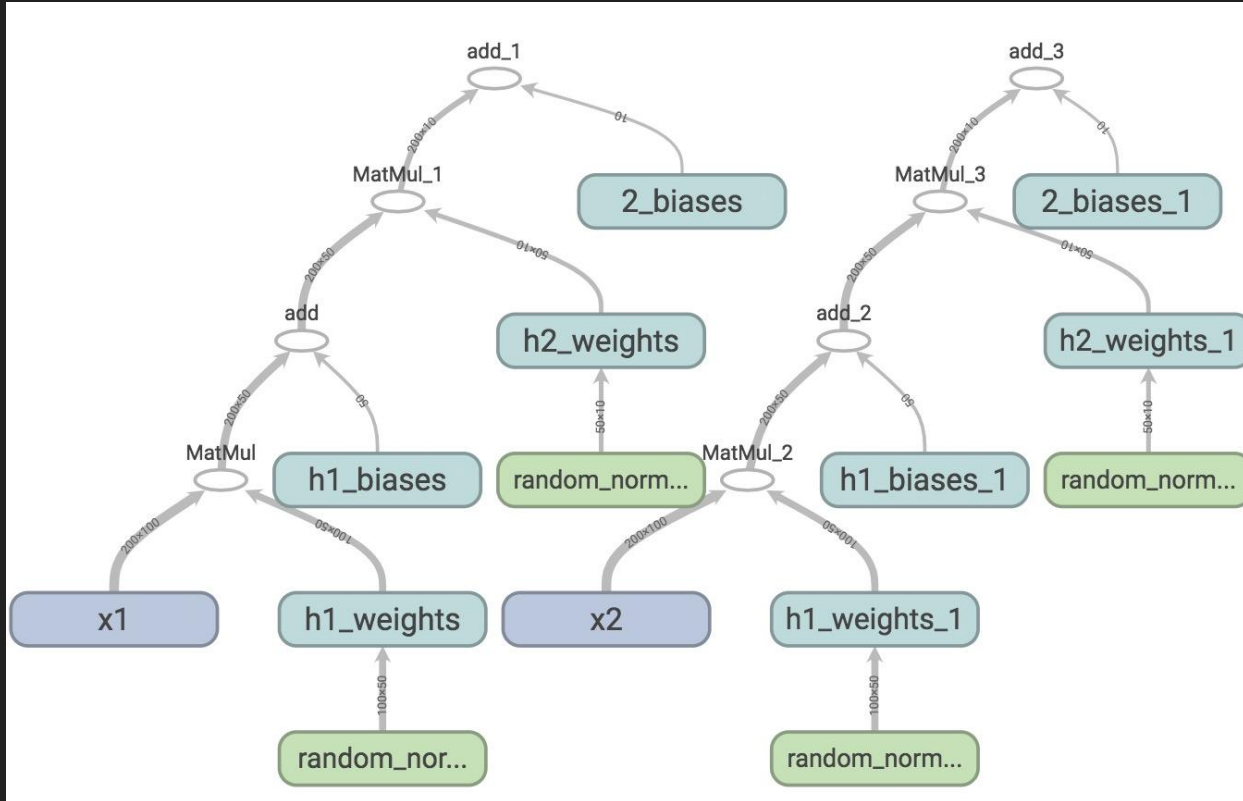 add_1
add_3
200×10
10
200×10
10
MatMul_1
MatMul_3
2_biases
2_biases_1
200×50
50×10
200×50
50×10
add
add_2
h2_weights
h2_weights_1
200×50
50
200×50
50
50×10
50×10
MatMul
MatMul_2
h1_biases
random_norm...
h1_biases_1
random_norm...
200×100
100×50
200×100
100×50
x1
h1_weights
x2
h1_weights_1
100×50
100×50
random_nor...
random_norm...